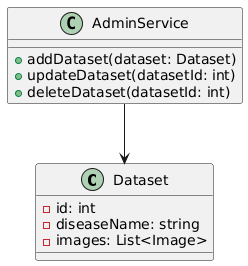 C AdminService
addDataset(dataset: Dataset)
updateDataset(datasetId: int)
deleteDataset(datasetId: int)
C Dataset
id: int
diseaseName: string
images: List<Image>